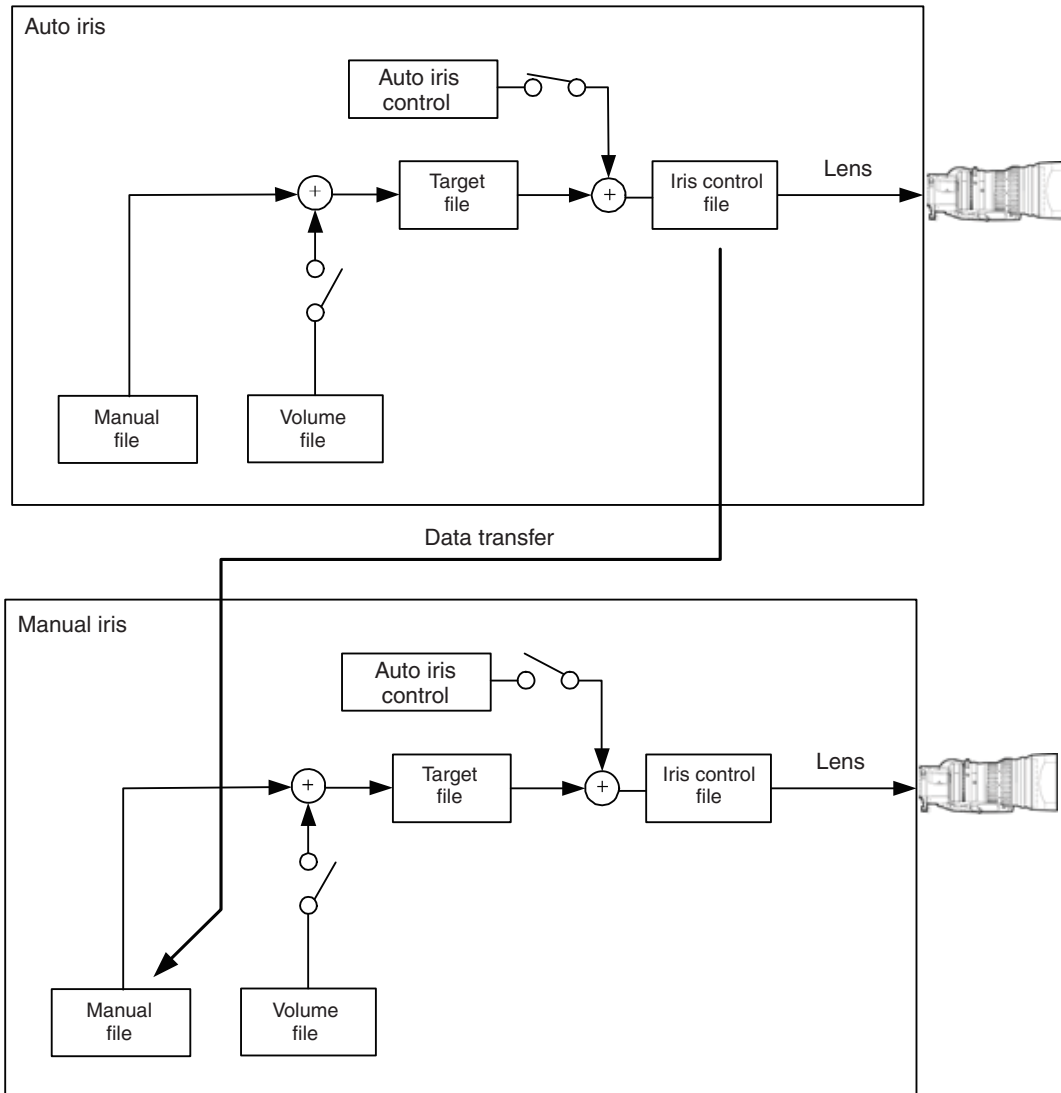 Auto iris
Auto iris
control
Lens
+
Target
file
+
Iris control
file
Manual
file
Volume
file
Data transfer
Manual iris
Auto iris
control
Lens
+
Target
file
+
Iris control
file
Manual
file
Volume
file